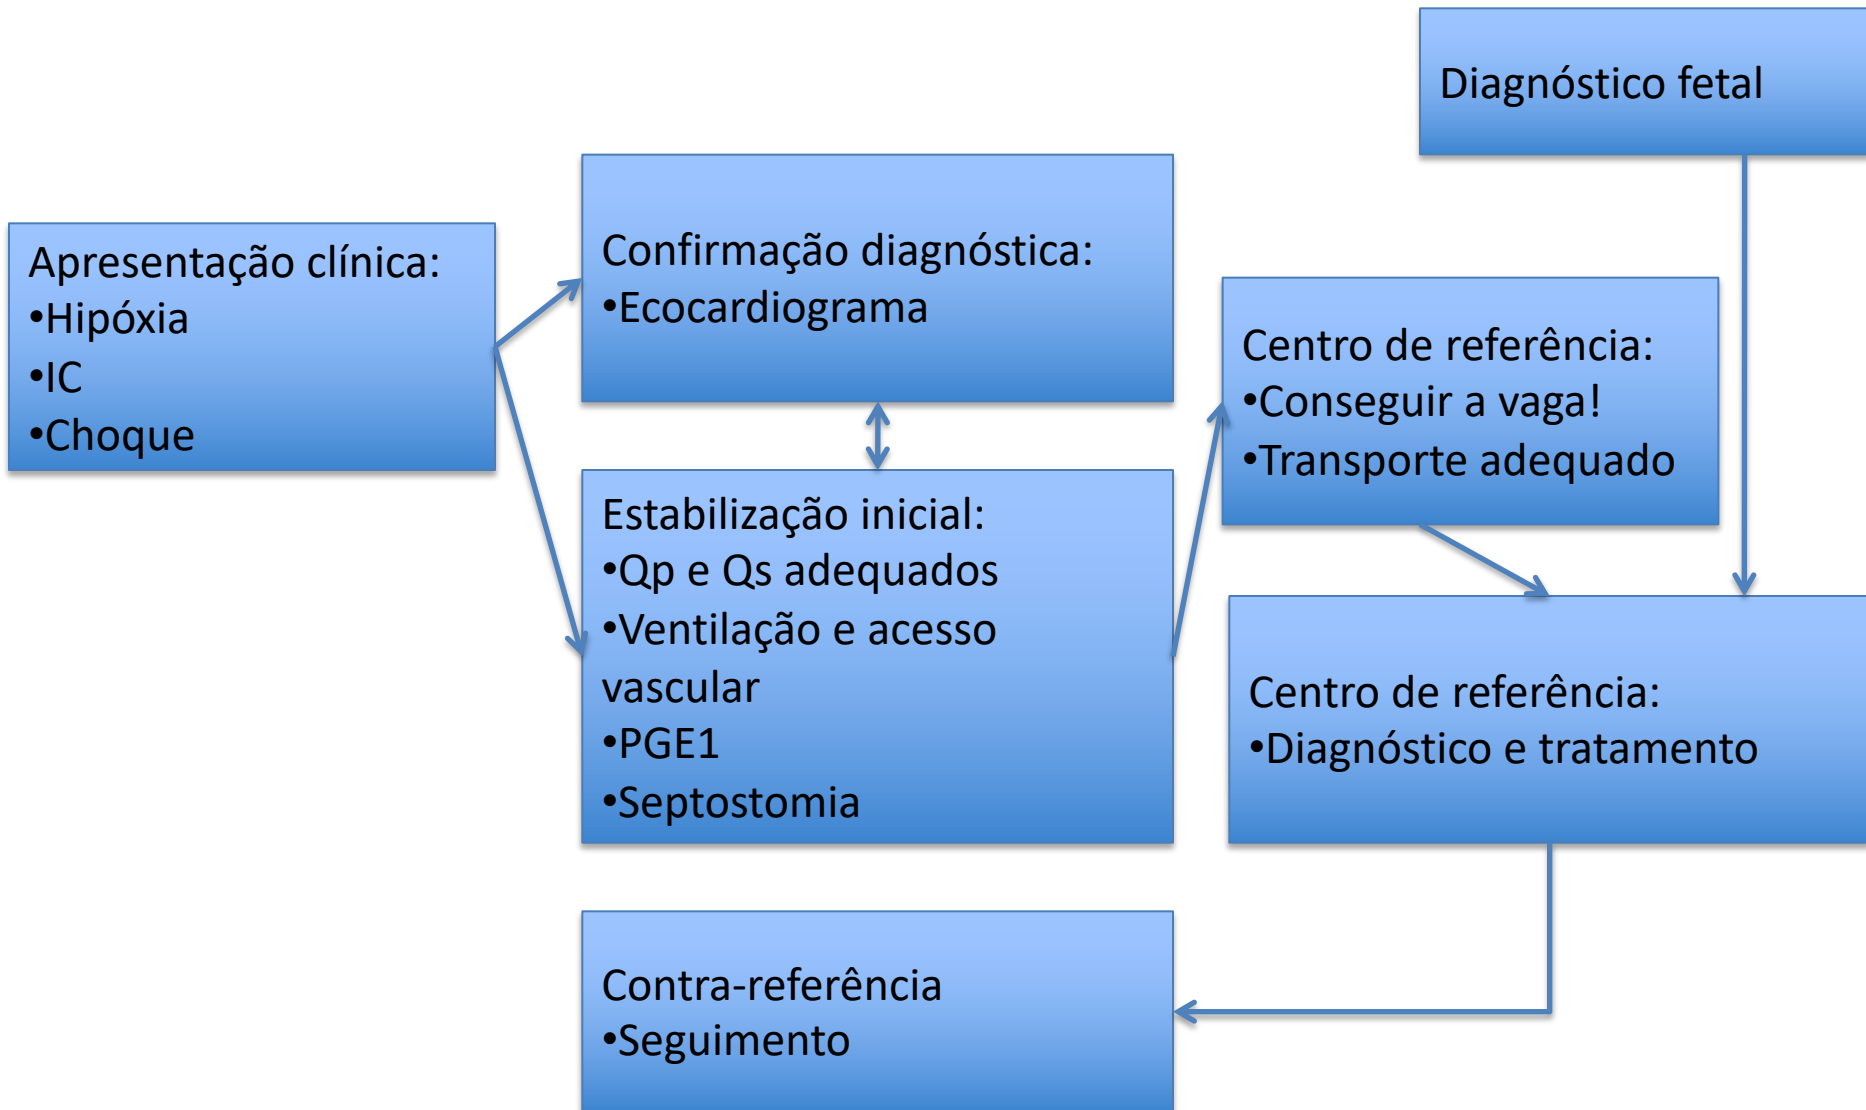 Diagnóstico fetal
Apresentação clínica:
•Hipóxia
•IC
•Choque
Confirmação diagnóstica:
•Ecocardiograma
Estabilização inicial:
•Qp e Qs adequados
•Ventilação e acesso
vascular
•PGE1
•Septostomia
Centro de referência:
•Conseguir a vaga!
•Transporte adequado
Centro de referência:
•Diagnóstico e tratamento
Contra-referência
•Seguimento